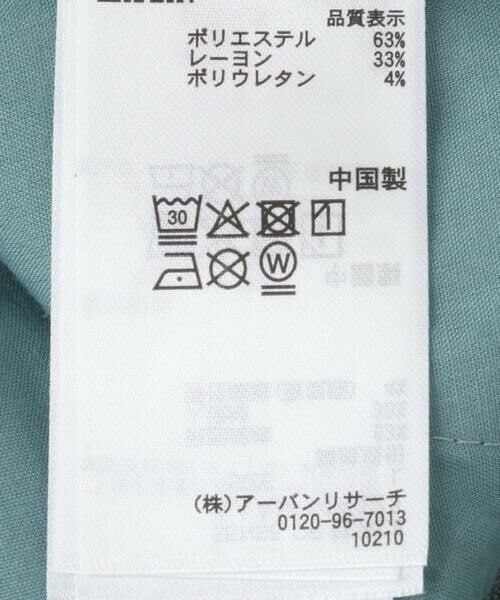 品質表示
ポリエステル 63%
レーヨン 33%
ポリウレタン 4%
中国製
30
W
(株)アーバンリサーチ
0120-96-7013
10210